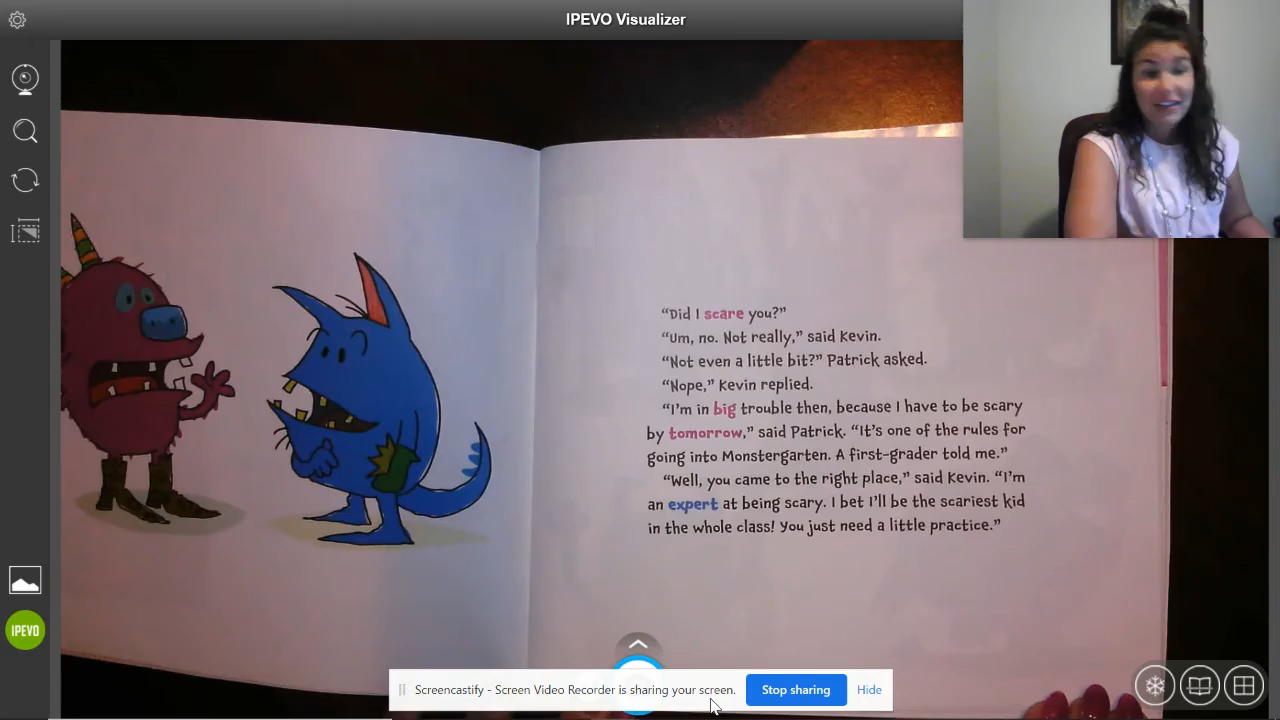 IPEVO Visualizer
“Did I scare you?”
“Um, no. Not really,” said Kevin.
“Not even a little bit?” Patrick asked.
“Nope,” Kevin replied.
“I’m in big trouble then, because I have to be scary
by tomorrow,” said Patrick. “It’s one of the rules for
going into Monstergarten. A first-grader told me.”
“Well, you came to the right place,” said Kevin. “I’m
an expert at being scary. I bet I’ll be the scariest kid
in the whole class! You just need a little practice.”
IPEVO
Screencastify - Screen Video Recorder is sharing your screen.
Stop sharing
Hide